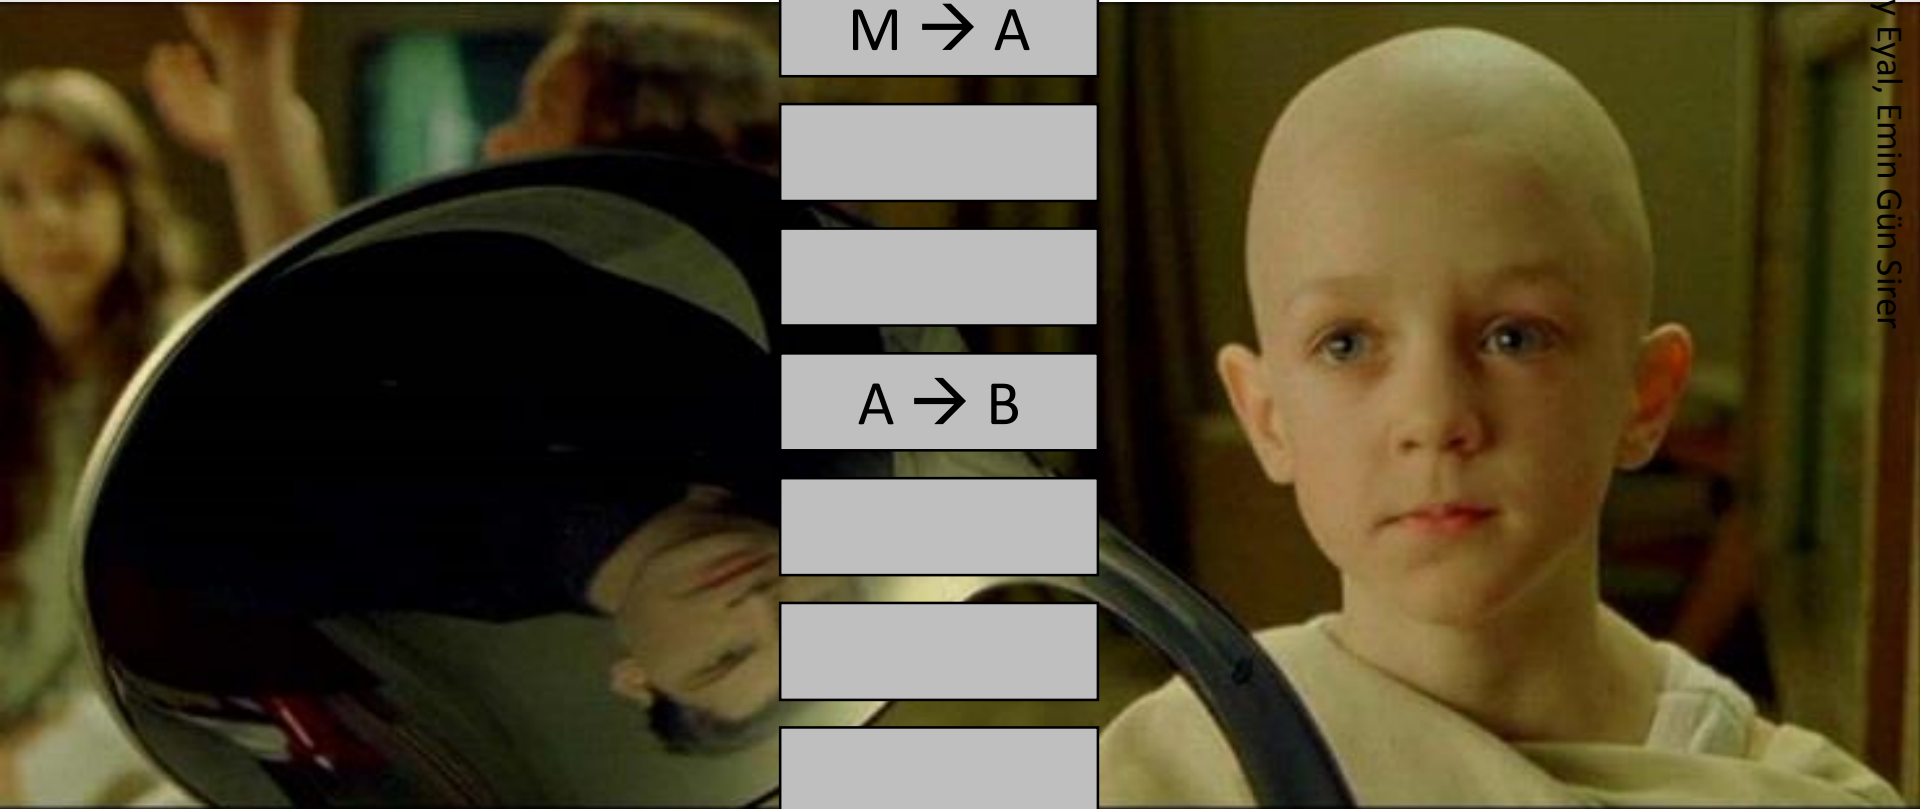 M → A
A → B
Eyal, Emin Gün Sirer